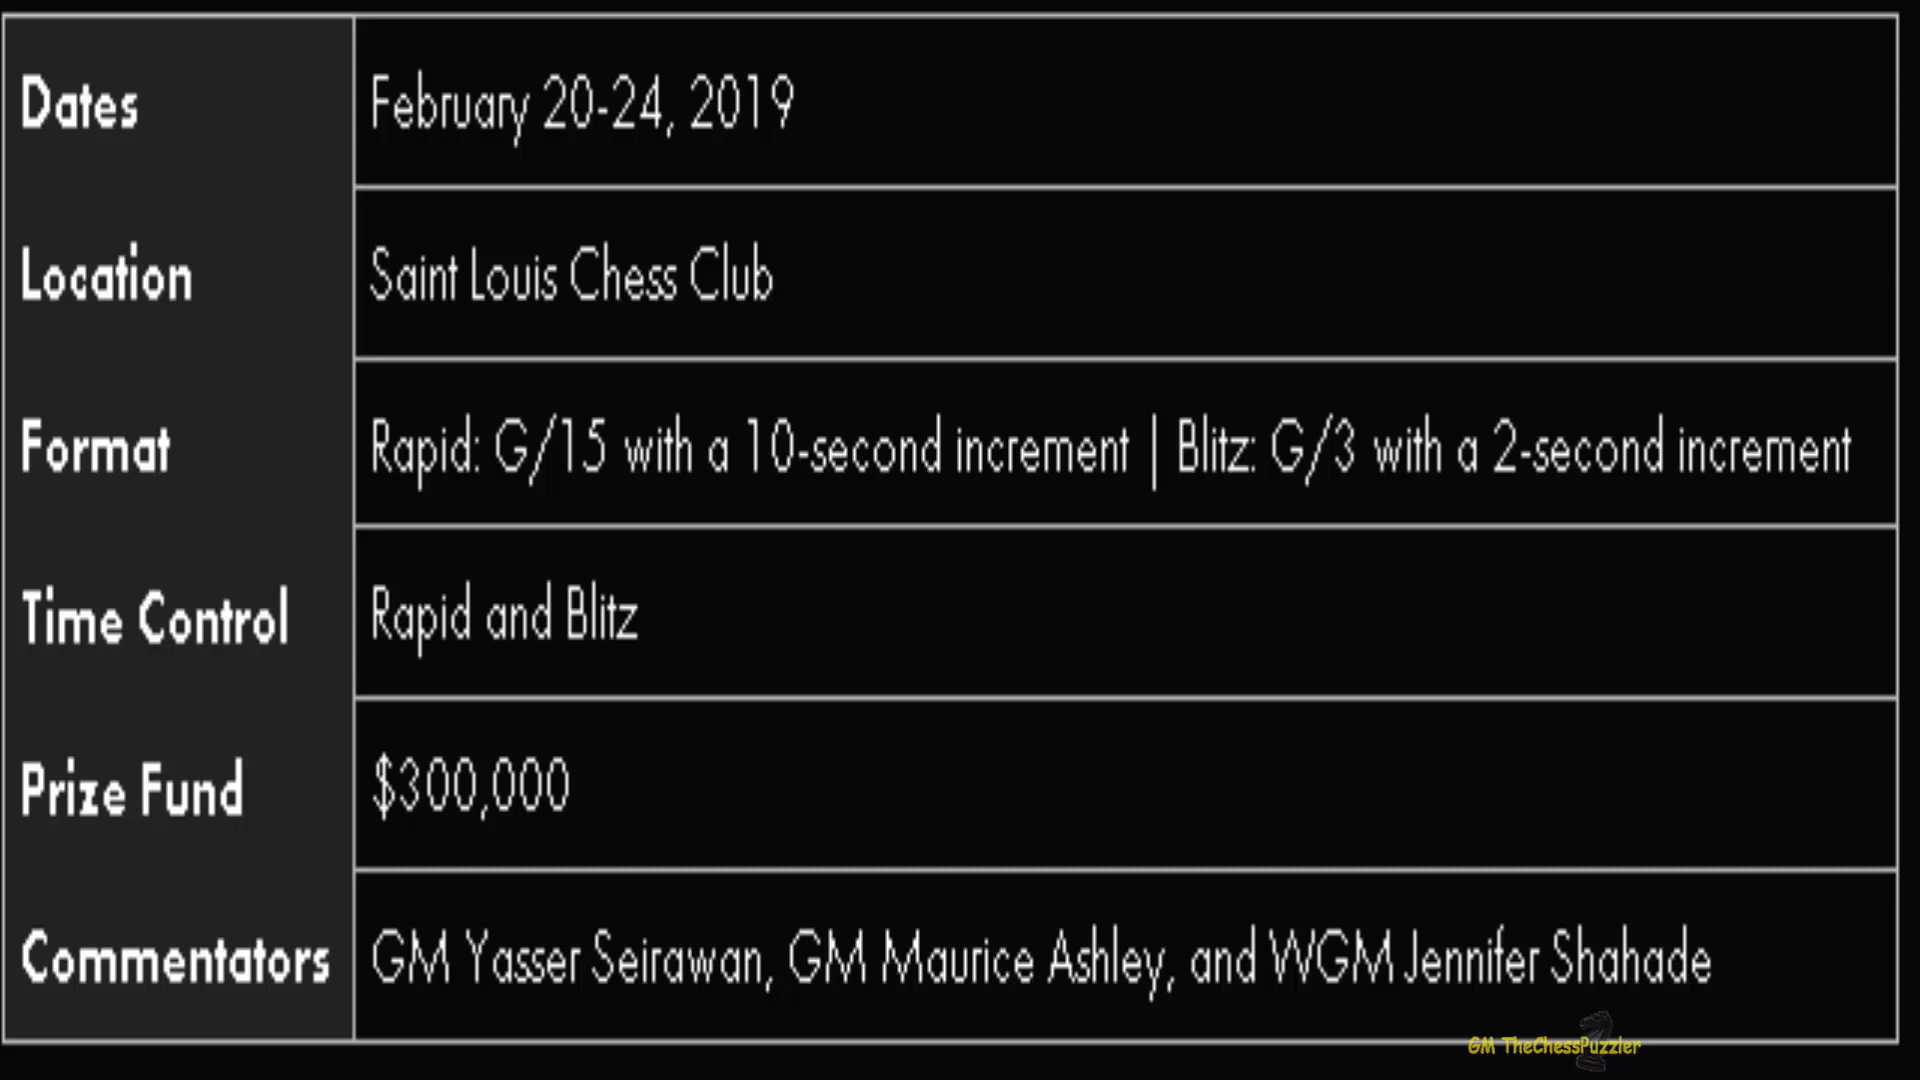 Dates
February 20-24, 2019
Location
Saint Louis Chess Club
Format
Rapid: G/15 with a 10-second increment | Blitz: G/3 with a 2-second increment
Time Control
Rapid and Blitz
Prize Fund
$300,000
Commentators
GM Yasser Seirawan, GM Maurice Ashley, and WGM Jennifer Shahade
GM TheChessPuzzler